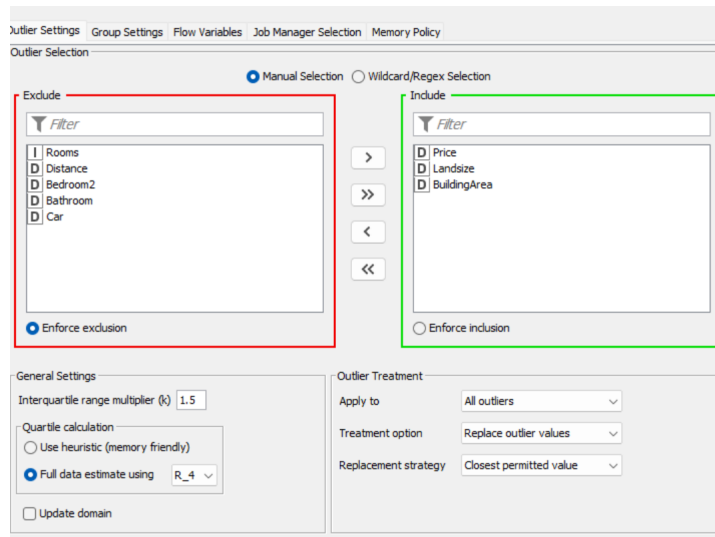 Outlier Settings Group Settings Flow Variables Job Manager Selection Memory Policy
Outlier Selection
Manual Selection Wildcard/Regex Selection
Exclude
Filter
I Rooms
D Distance
D Bedroom2
D Bathroom
D Car
Enforce exclusion
>
>>
<
<<
Include
Filter
D Price
D Landsize
D BuildingArea
Enforce inclusion
General Settings
Interquartile range multiplier (k) 1.5
Quartile calculation
Use heuristic (memory friendly)
Full data estimate using R_4
Update domain
Outlier Treatment
Apply to All outliers
Treatment option Replace outlier values
Replacement strategy Closest permitted value